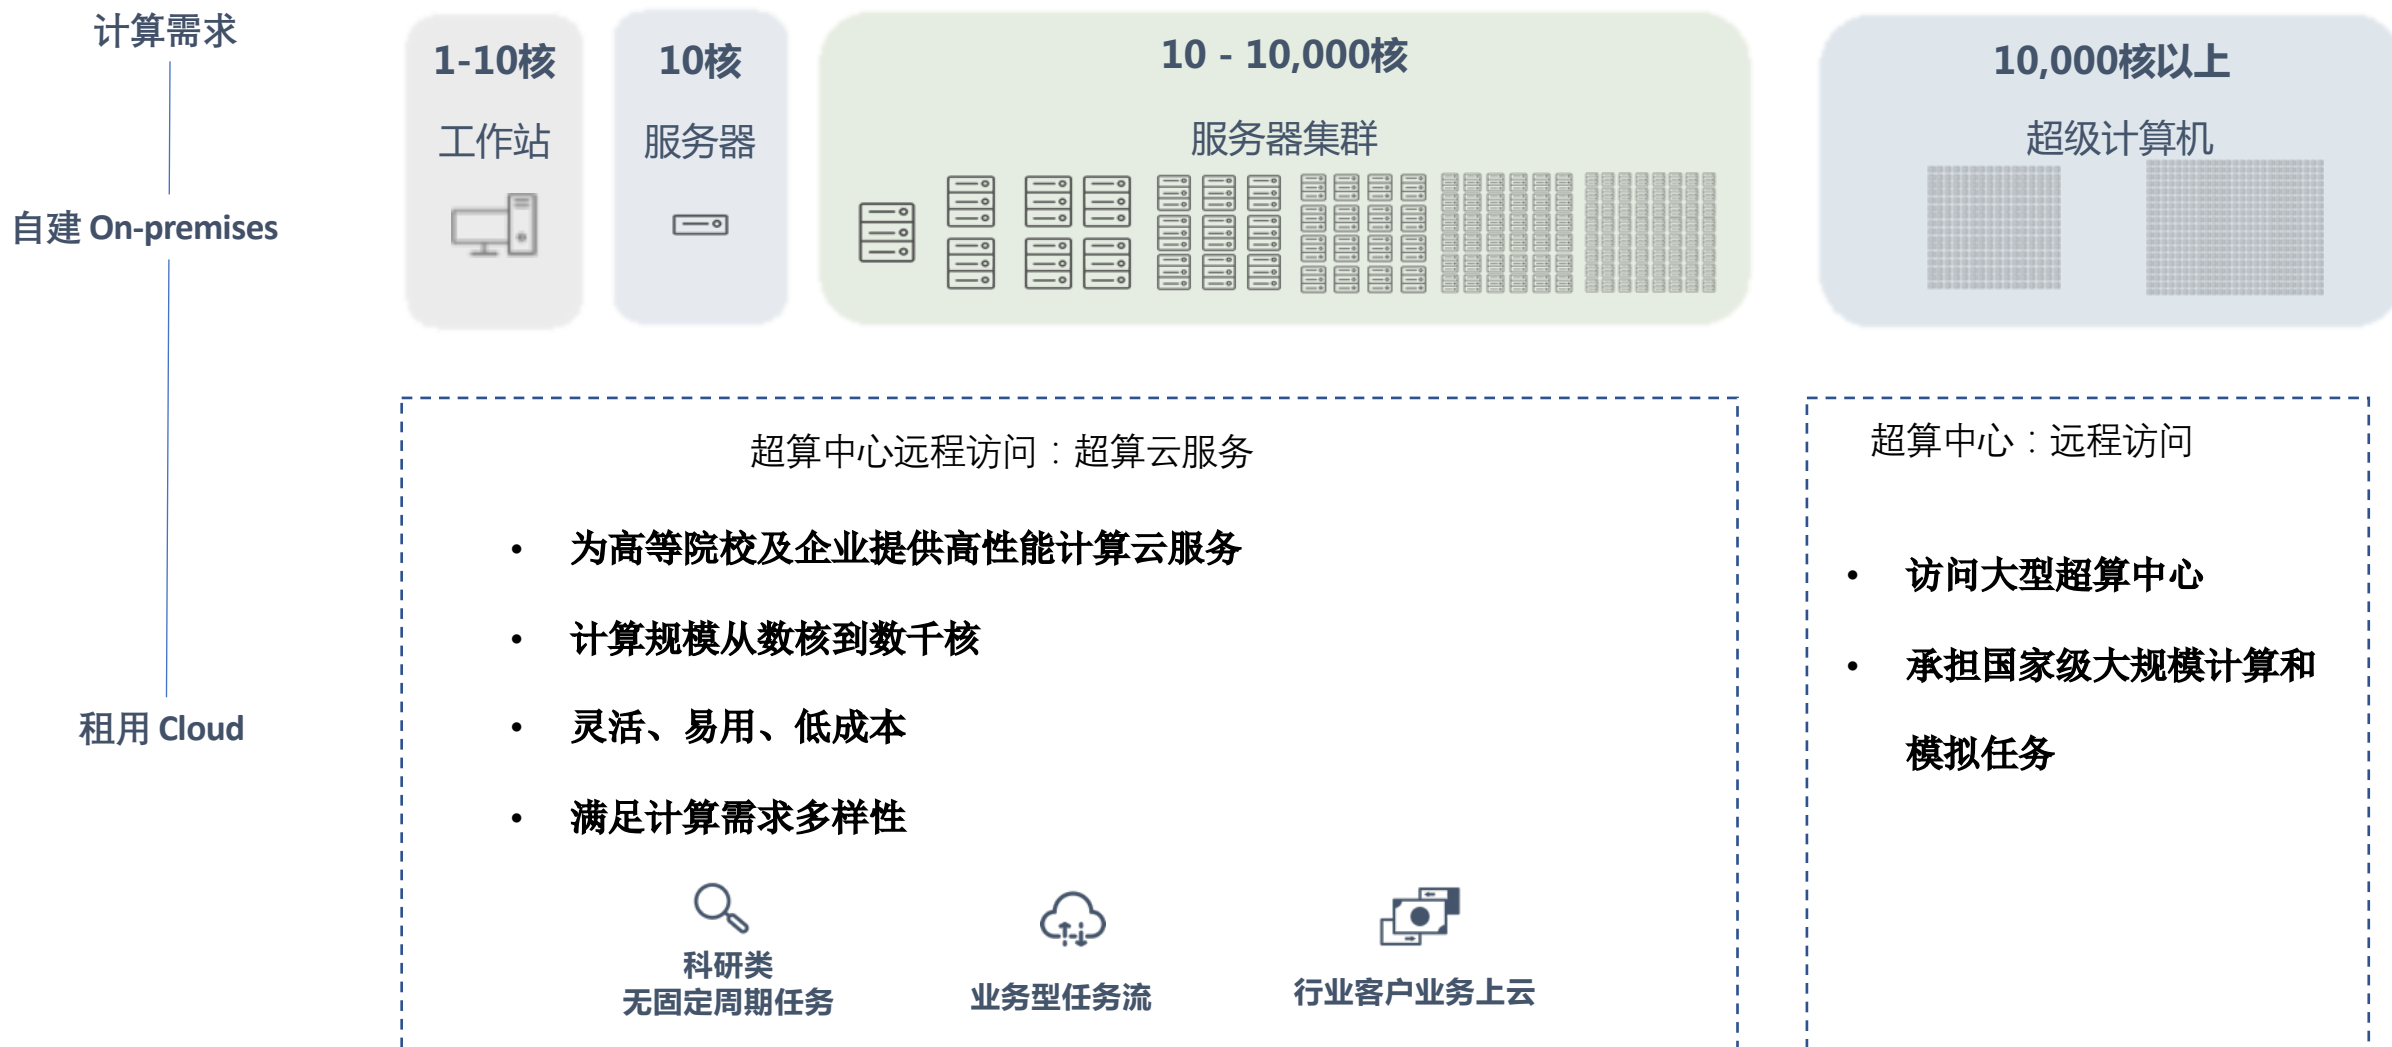 计算需求
1-10核
工作站
10核
服务器
10 - 10,000核
服务器集群
10,000核以上
超级计算机
自建 On-premises
租用 Cloud
超算中心远程访问：超算云服务
• 为高等院校及企业提供高性能计算云服务
• 计算规模从数核到数千核
• 灵活、易用、低成本
• 满足计算需求多样性
科研类
无固定周期任务
业务型任务流
行业客户业务上云
超算中心：远程访问
• 访问大型超算中心
• 承担国家级大规模计算和
模拟任务